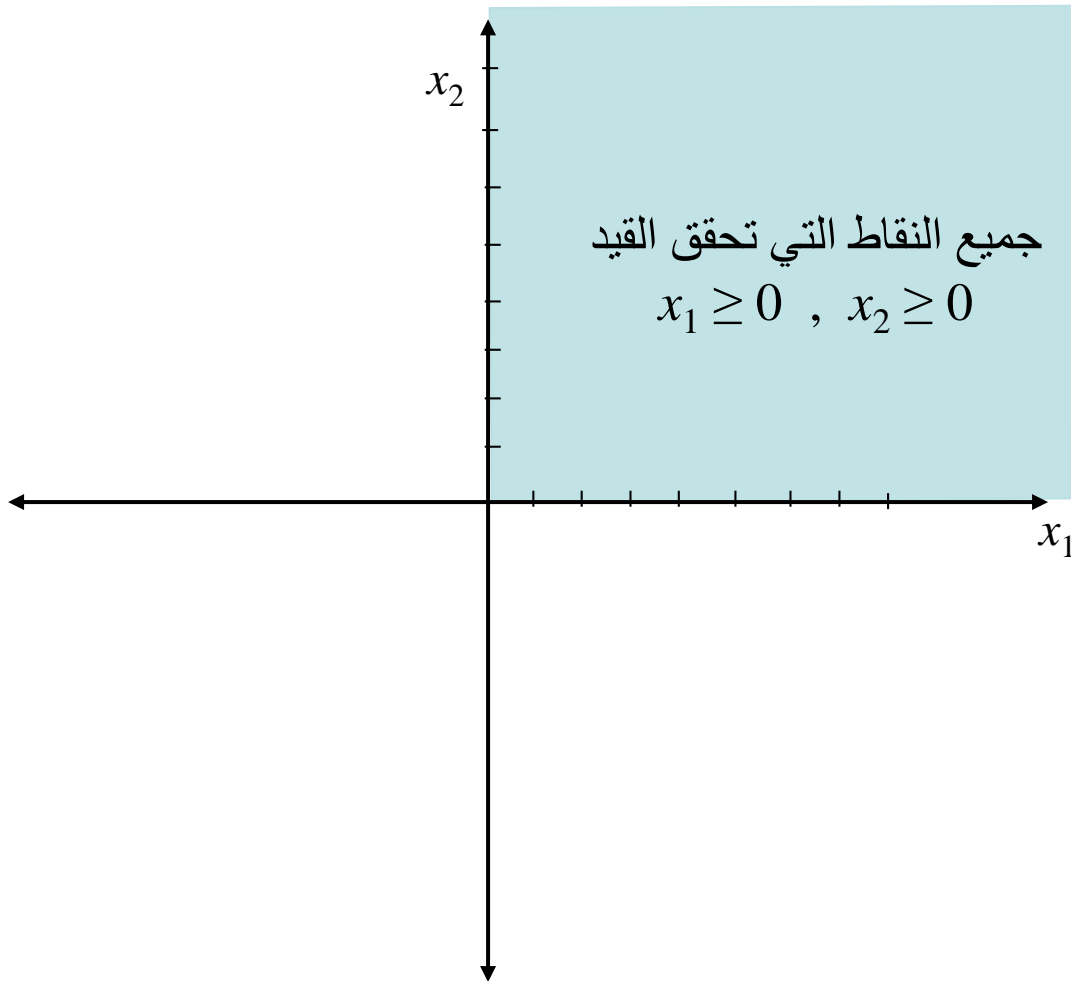 x₂
جميع النقاط التي تحقق القيد
x₁ ≥ 0 , x₂ ≥ 0
x₁